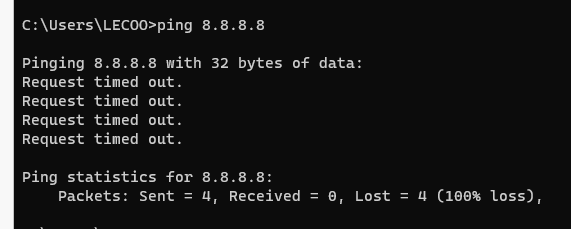 C:\Users\LECOO>ping 8.8.8.8
Pinging 8.8.8.8 with 32 bytes of data:
Request timed out.
Request timed out.
Request timed out.
Request timed out.
Ping statistics for 8.8.8.8:
Packets: Sent = 4, Received = 0, Lost = 4 (100% loss),